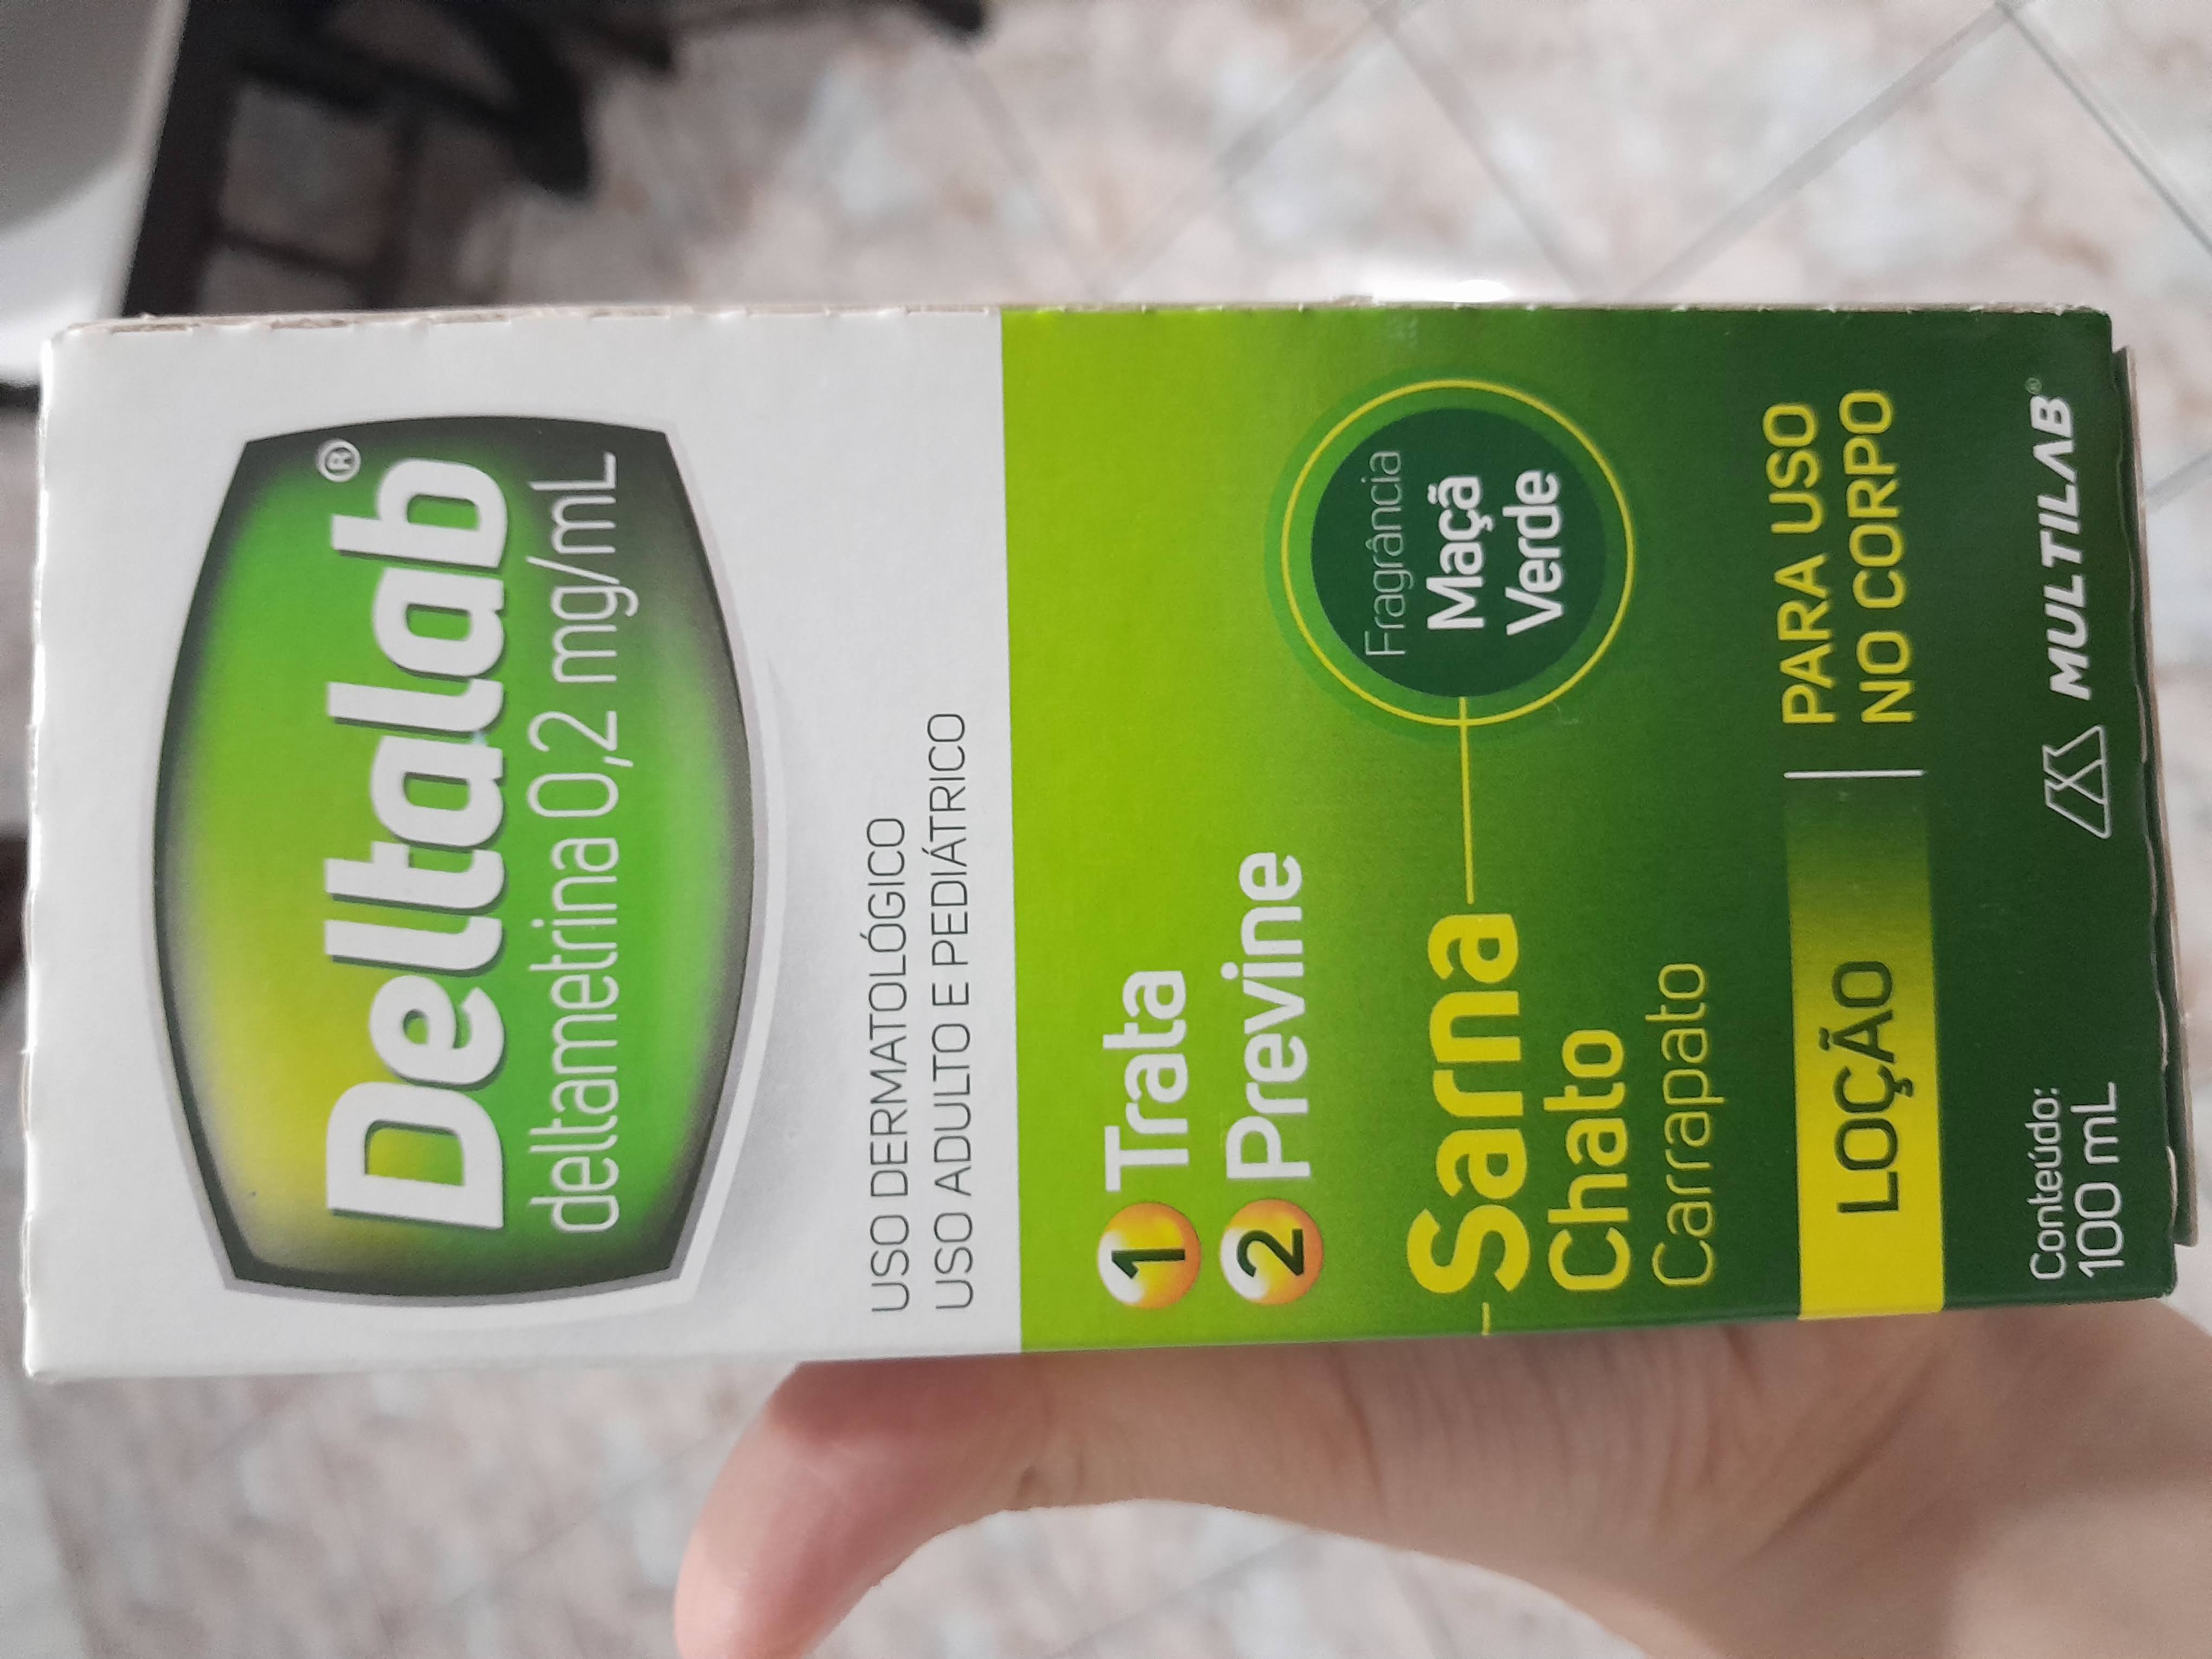 Deltalab®
deltametrina 0,2 mg/mL
USO DERMATOLÓGICO
USO ADULTO E PEDIÁTRICO
1 Trata
2 Previne
Sarna
Chato
Carrapato
Fragrância
Maçã
Verde
LOÇÃO
PARA USO
NO CORPO
Conteúdo:
100 mL
MULTILAB®